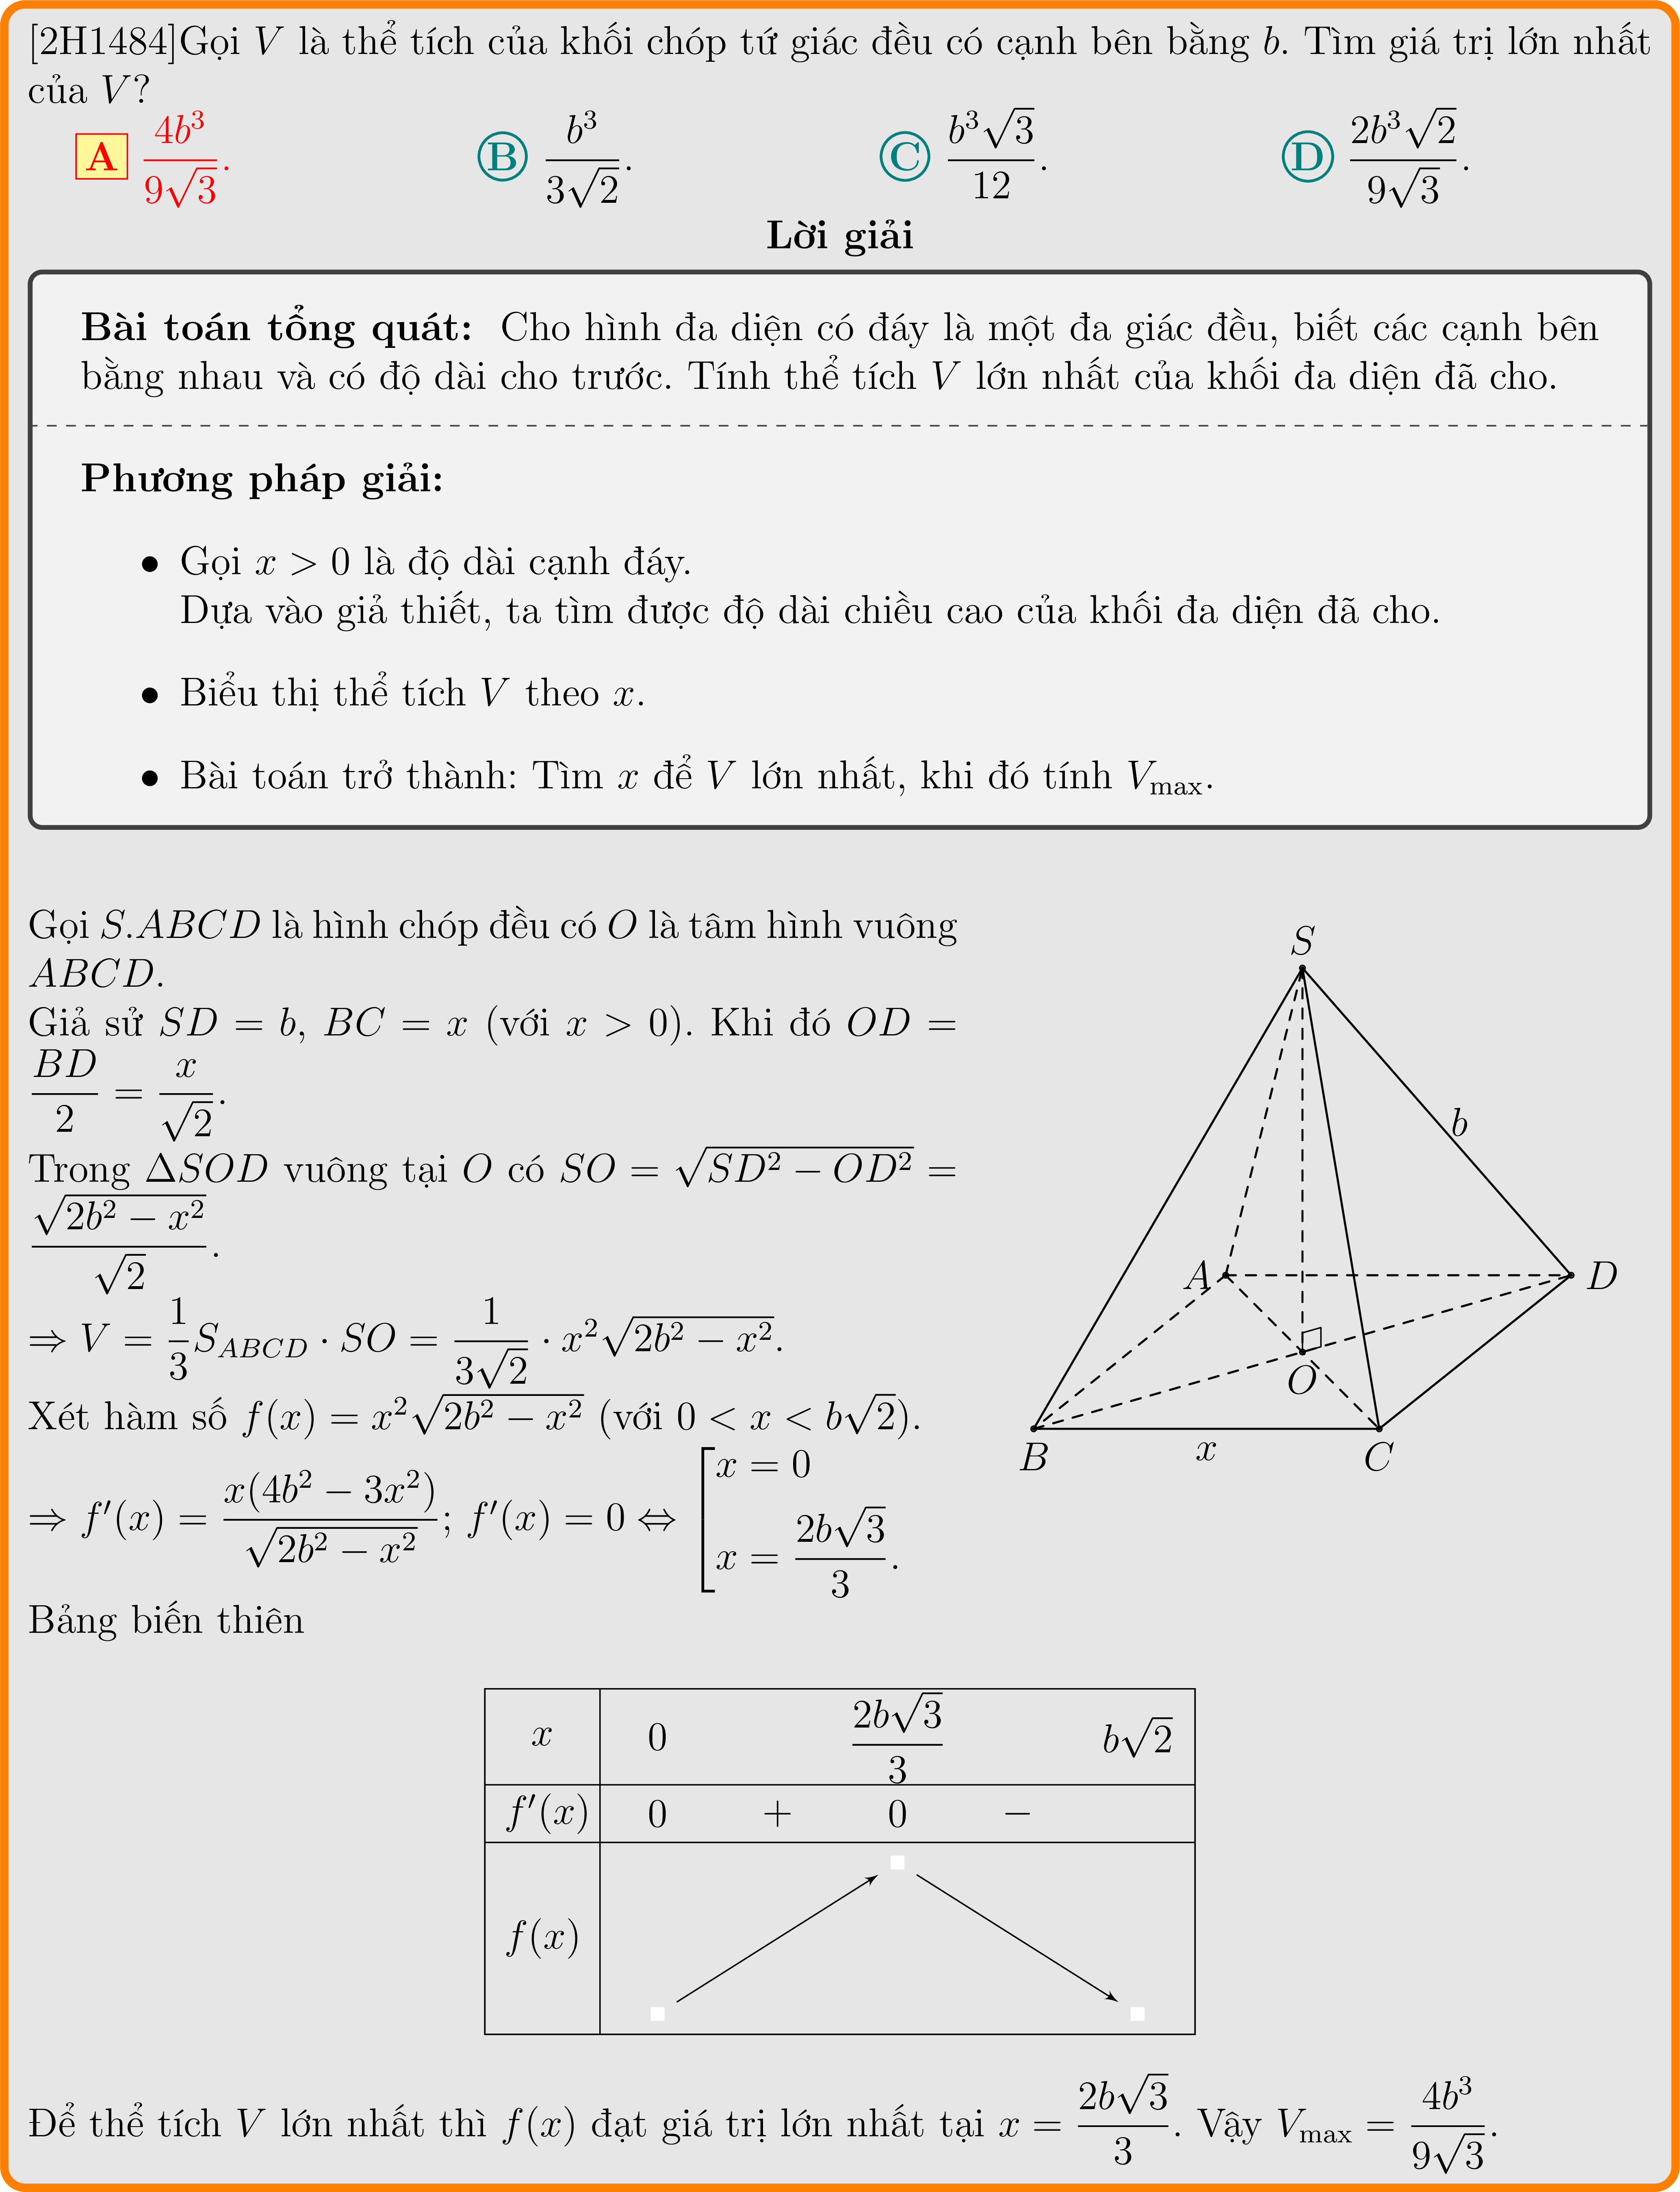 [2H1484]Gọi V là thể tích của khối chóp tứ giác đều có cạnh bên bằng b. Tìm giá trị lớn nhất
của V?
A $\frac{4b^3}{9\sqrt{3}}$. B $\frac{b^3}{3\sqrt{2}}$. C $\frac{b^3\sqrt{3}}{12}$. D $\frac{2b^3\sqrt{2}}{9\sqrt{3}}$.
Lời giải
Bài toán tổng quát: Cho hình đa diện có đáy là một đa giác đều, biết các cạnh bên
bằng nhau và có độ dài cho trước. Tính thể tích V lớn nhất của khối đa diện đã cho.
Phương pháp giải:
• Gọi x > 0 là độ dài cạnh đáy.
Dựa vào giả thiết, ta tìm được độ dài chiều cao của khối đa diện đã cho.
• Biểu thị thể tích V theo x.
• Bài toán trở thành: Tìm x để V lớn nhất, khi đó tính $V_{\max}$.
Gọi S.ABCD là hình chóp đều có O là tâm hình vuông
ABCD.
Giả sử SD = b, BC = x (với x > 0). Khi đó OD =
$\frac{BD}{2} = \frac{x}{\sqrt{2}}$.
Trong ΔSOD vuông tại O có $SO = \sqrt{SD^2 - OD^2}$ =
$\frac{\sqrt{2b^2 - x^2}}{\sqrt{2}}$.
$\Rightarrow V = \frac{1}{3}S_{ABCD} \cdot SO = \frac{1}{3\sqrt{2}} \cdot x^2\sqrt{2b^2 - x^2}$.
Xét hàm số $f(x) = x^2\sqrt{2b^2 - x^2}$ (với $0 < x < b\sqrt{2}$).
$\Rightarrow f'(x) = \frac{x(4b^2 - 3x^2)}{\sqrt{2b^2 - x^2}}$; $f'(x) = 0 \Leftrightarrow \left[\begin{array}{l} x = 0 \\ x = \frac{2b\sqrt{3}}{3}. \end{array}\right.$
Bảng biến thiên
S
b
A
D
O
B
x
C
x 0 $\frac{2b\sqrt{3}}{3}$ $b\sqrt{2}$
f′(x) 0 + 0 −
f(x)
Để thể tích V lớn nhất thì f(x) đạt giá trị lớn nhất tại $x = \frac{2b\sqrt{3}}{3}$. Vậy $V_{\max} = \frac{4b^3}{9\sqrt{3}}$.